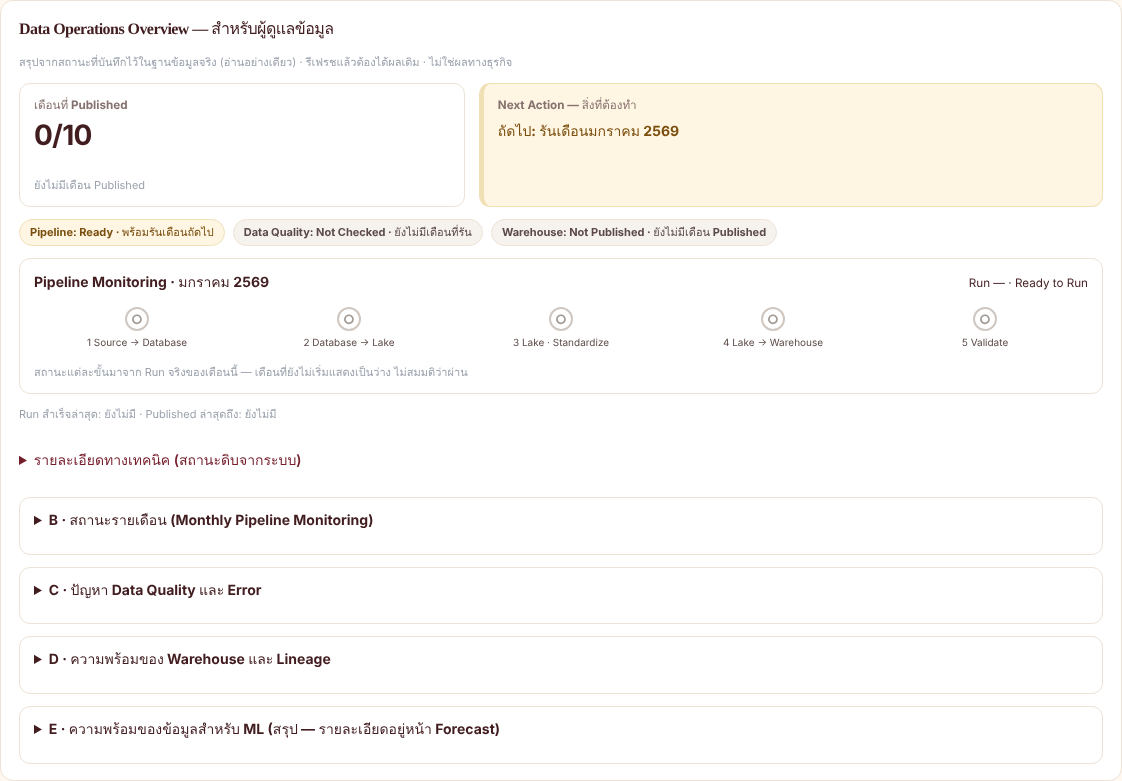 Data Operations Overview — สำหรับผู้ดูแลข้อมูล
สรุปจากสถานะที่บันทึกไว้ในฐานข้อมูลจริง (อ่านอย่างเดียว) · รีเฟรชแล้วต้องได้ผลเดิม · ไม่ใช่ผลทางธุรกิจ
เดือนที่ Published
0/10
ยังไม่มีเดือน Published
Next Action — สิ่งที่ต้องทำ
ถัดไป: รันเดือนมกราคม 2569
Pipeline: Ready · พร้อมรันเดือนถัดไป
Data Quality: Not Checked · ยังไม่มีเดือนที่รัน
Warehouse: Not Published · ยังไม่มีเดือน Published
Pipeline Monitoring · มกราคม 2569
Run — · Ready to Run
1 Source → Database
2 Database → Lake
3 Lake · Standardize
4 Lake → Warehouse
5 Validate
สถานะแต่ละขั้นมาจาก Run จริงของเดือนนี้ — เดือนที่ยังไม่เริ่มแสดงเป็นว่าง ไม่สมมติว่าผ่าน
Run สำเร็จล่าสุด: ยังไม่มี · Published ล่าสุดถึง: ยังไม่มี
▶ รายละเอียดทางเทคนิค (สถานะดิบจากระบบ)
▶ B · สถานะรายเดือน (Monthly Pipeline Monitoring)
▶ C · ปัญหา Data Quality และ Error
▶ D · ความพร้อมของ Warehouse และ Lineage
▶ E · ความพร้อมของข้อมูลสำหรับ ML (สรุป — รายละเอียดอยู่หน้า Forecast)